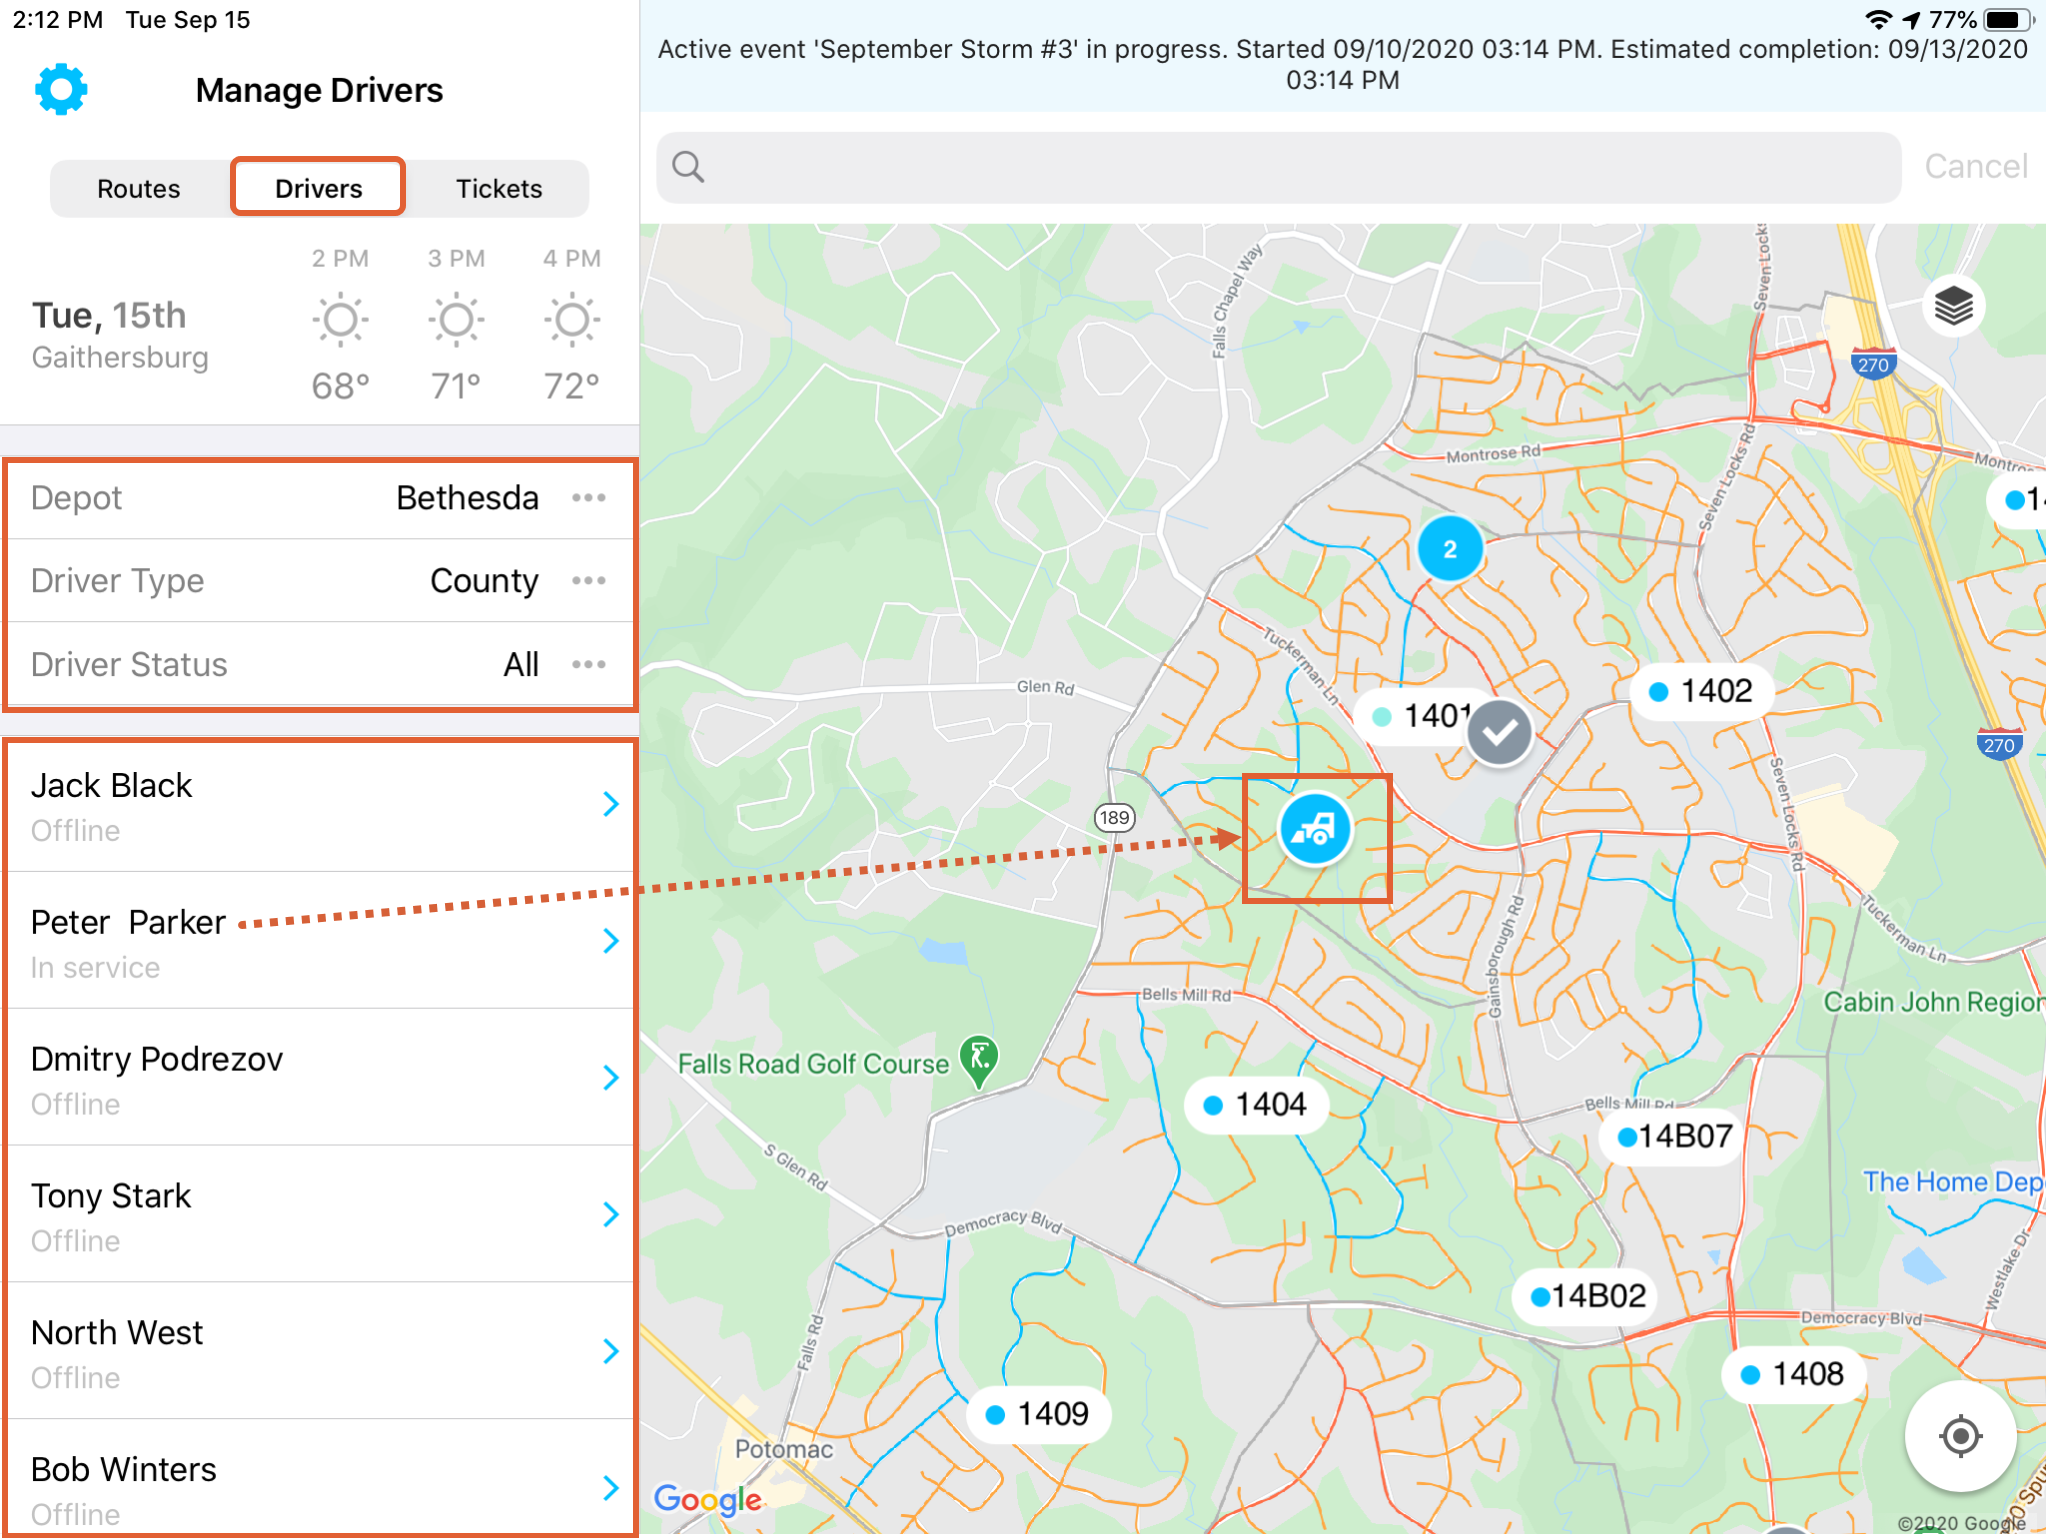 2:12 PM Tue Sep 15
77%
Manage Drivers
Routes
Drivers
Tickets
2 PM 3 PM 4 PM
Tue, 15th
Gaithersburg
68° 71° 72°
Depot Bethesda
Driver Type County
Driver Status All
Jack Black
Offline
Peter Parker
In service
Dmitry Podrezov
Offline
Tony Stark
Offline
North West
Offline
Bob Winters
Offline
Active event 'September Storm #3' in progress. Started 09/10/2020 03:14 PM. Estimated completion: 09/13/2020
03:14 PM
Cancel
Falls Chapel Way
Seven Locks
270
Montrose Rd
Seven Locks Rd
Montro
14
2
Tuckerman Ln
Glen Rd
1401
1402
270
Seven Locks Rd
189
Tuckerman Ln
Gainsborough Rd
Bells Mill Rd
Cabin John Region
Falls Road Golf Course
1404
Bells Mill Rd
14B07
S Glen Rd
The Home Dep
Democracy Blvd
Westlake Dr
14B02
Democracy Blvd
Falls Rd
1408
1409
Potomac
Google
©2020 Google